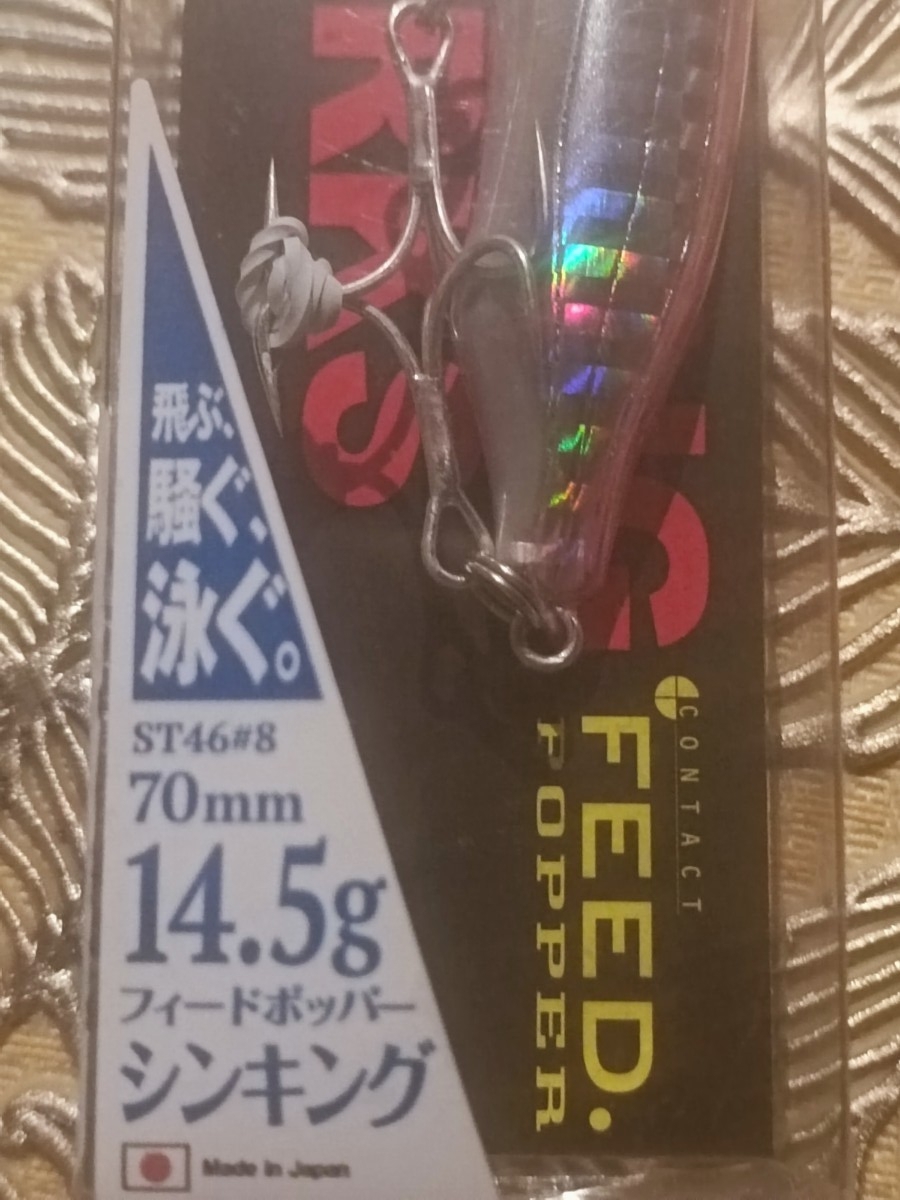 飛ぶ、
騒ぐ、
泳ぐ。
ST46#8
70mm
14.5g
フィードポッパー
シンキング
Made in Japan
CONTACT
FEED.
POPPER